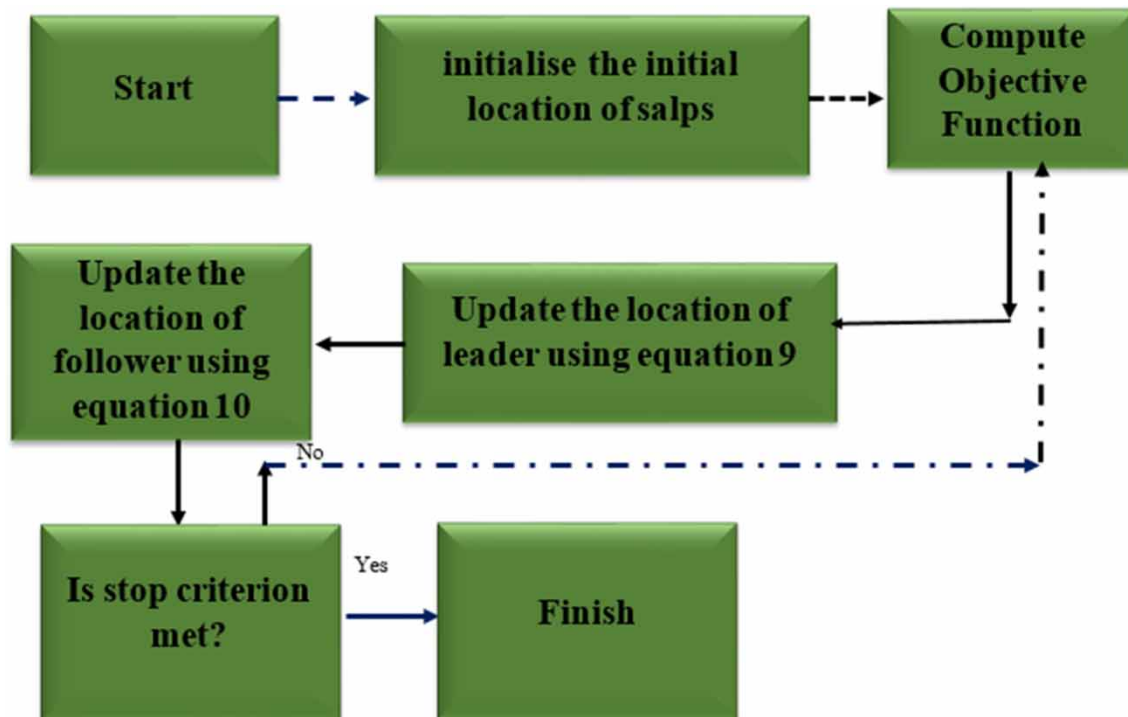 Start
initialise the initial
location of salps
Compute
Objective
Function
Update the location of
leader using equation 9
Update the
location of
follower using
equation 10
No
Is stop criterion
met?
Yes
Finish